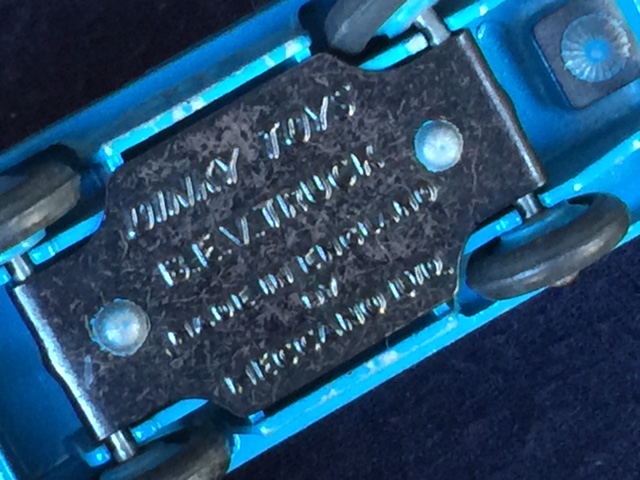 DINKY TOYS
B.E.V. TRUCK
MADE IN ENGLAND
BY
MECCANO LTD.